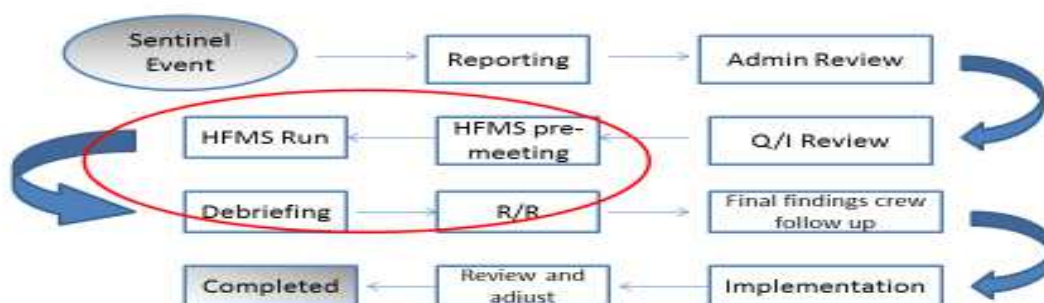 Sentinel
Event
Reporting
Admin Review
HFMS Run
HFMS pre-
meeting
Q/I Review
Debriefing
R/R
Final findings crew
follow up
Completed
Review and
adjust
Implementation